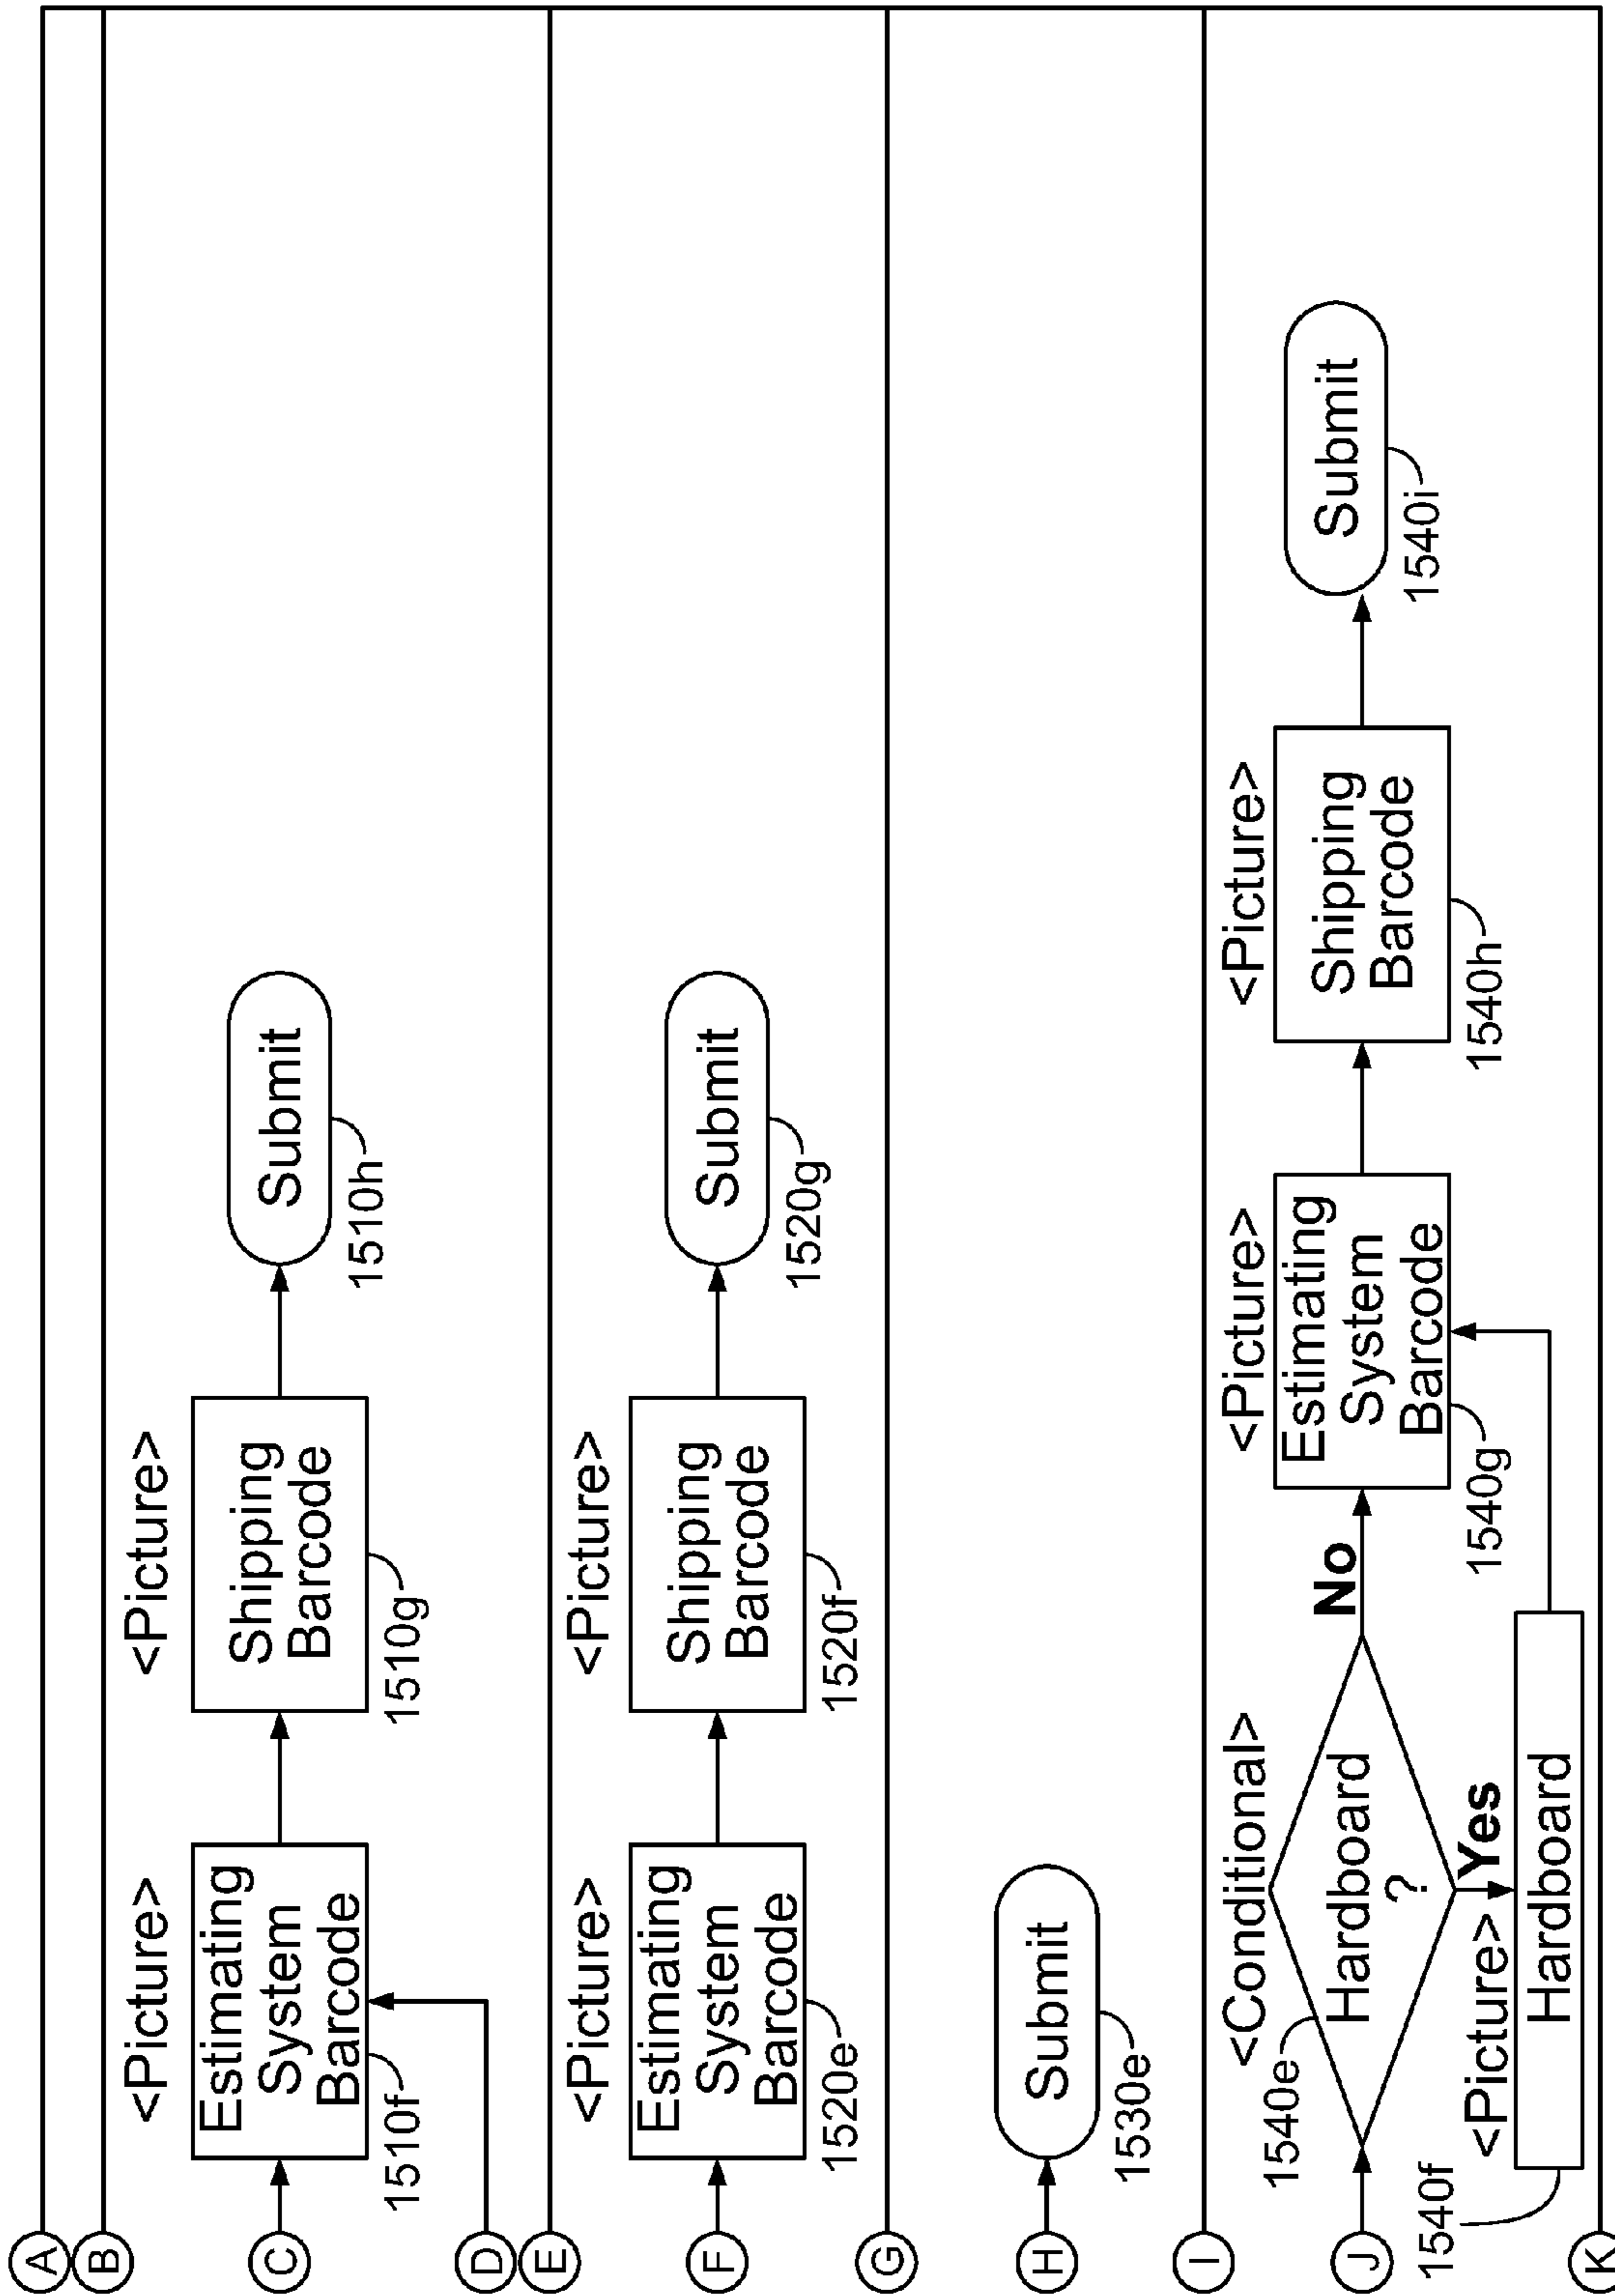 A
B
<Picture>
<Picture>
C
Estimating
System
Barcode
Shipping
Barcode
Submit
1510f
1510g
1510h
D
E
<Picture>
<Picture>
F
Estimating
System
Barcode
Shipping
Barcode
Submit
1520e
1520f
1520g
G
H
Submit
1530e
I
<Conditional>
<Picture>
<Picture>
1540e
J
Hardboard
?
No
Estimating
System
Barcode
Shipping
Barcode
Submit
1540f
<Picture>
Yes
1540g
1540h
1540i
Hardboard
K